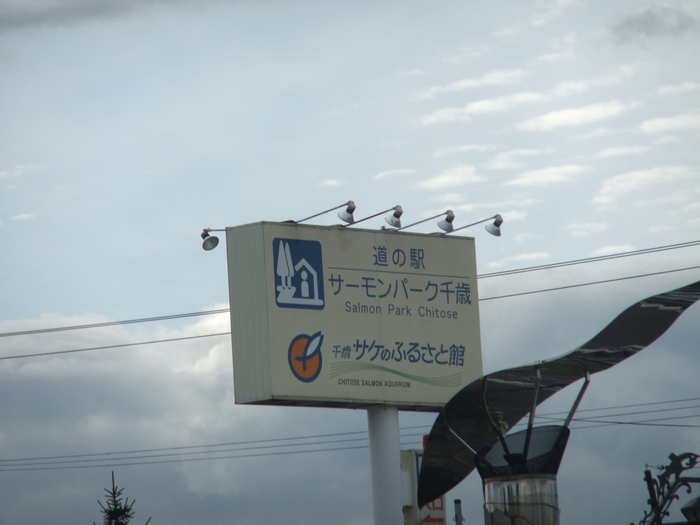 道の駅
サーモンパーク千歳
Salmon Park Chitose
千歳 サケのふるさと館
CHITOSE SALMON AQUARIUM